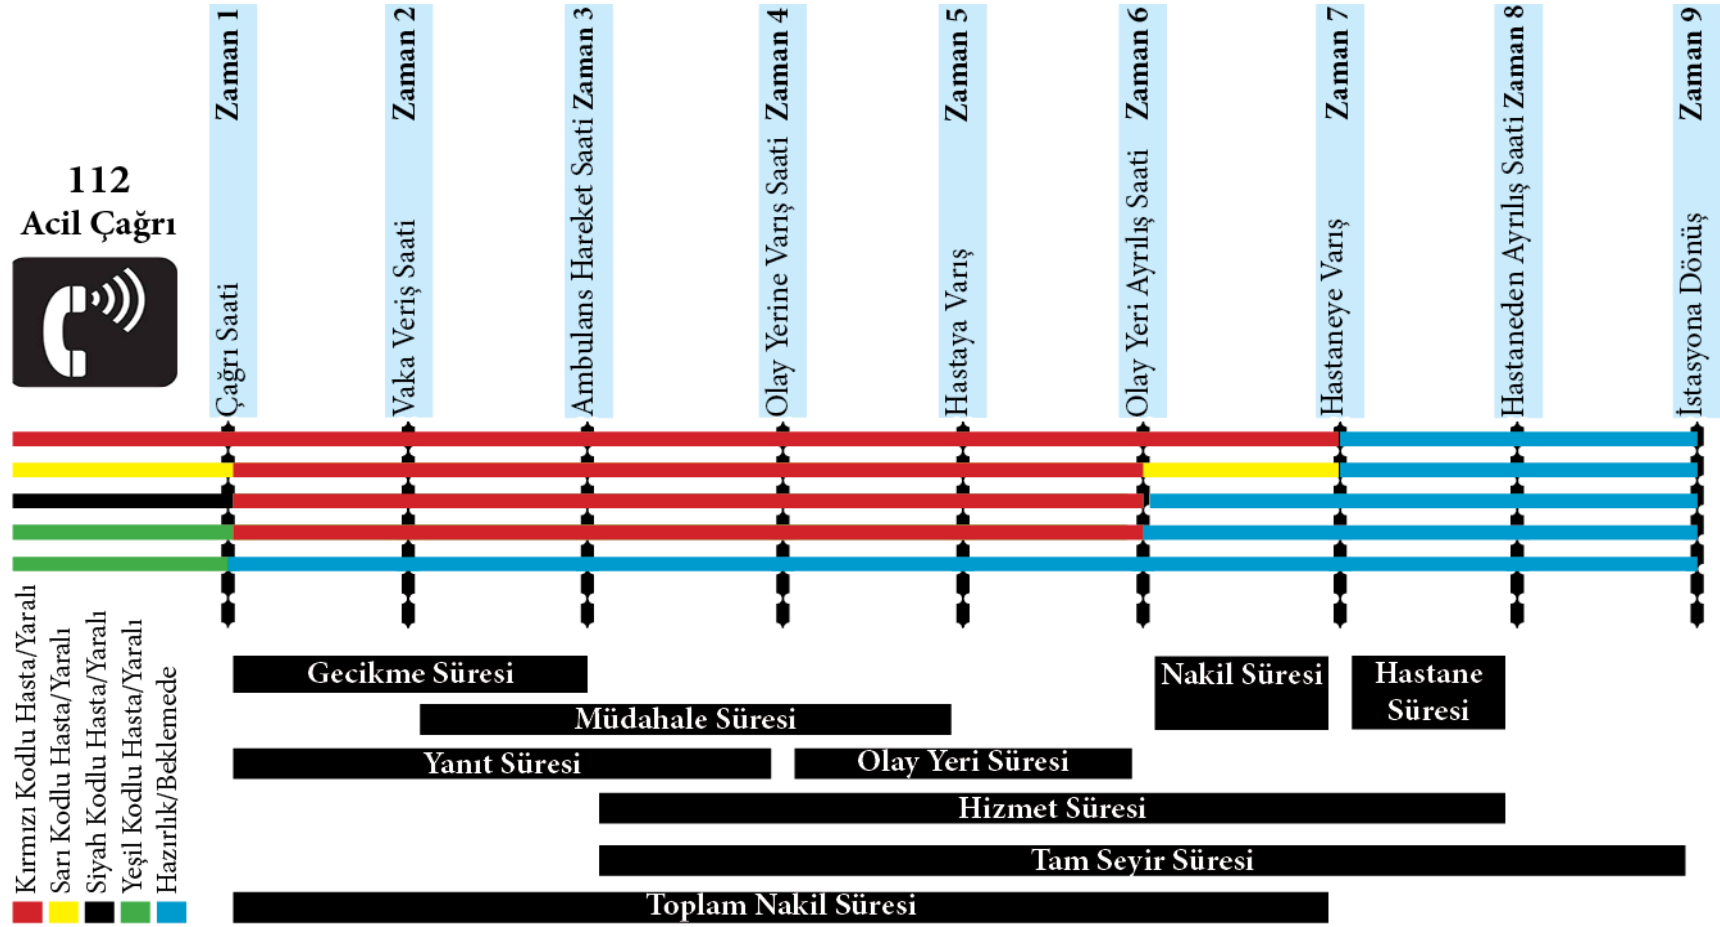 112
Acil Çağrı
Çağrı Saati Zaman 1
Vaka Veriş Saati Zaman 2
Ambulans Hareket Saati Zaman 3
Olay Yerine Varış Saati Zaman 4
Hastaya Varış Zaman 5
Olay Yeri Ayrılış Saati Zaman 6
Hastaneye Varış Zaman 7
Hastaneden Ayrılış Saati Zaman 8
İstasyona Dönüş Zaman 9
Kırmızı Kodlu Hasta/Yaralı
Sarı Kodlu Hasta/Yaralı
Siyah Kodlu Hasta/Yaralı
Yeşil Kodlu Hasta/Yaralı
Hazırlık/Beklemede
Gecikme Süresi
Nakil Süresi
Hastane
Süresi
Müdahale Süresi
Yanıt Süresi
Olay Yeri Süresi
Hizmet Süresi
Tam Seyir Süresi
Toplam Nakil Süresi